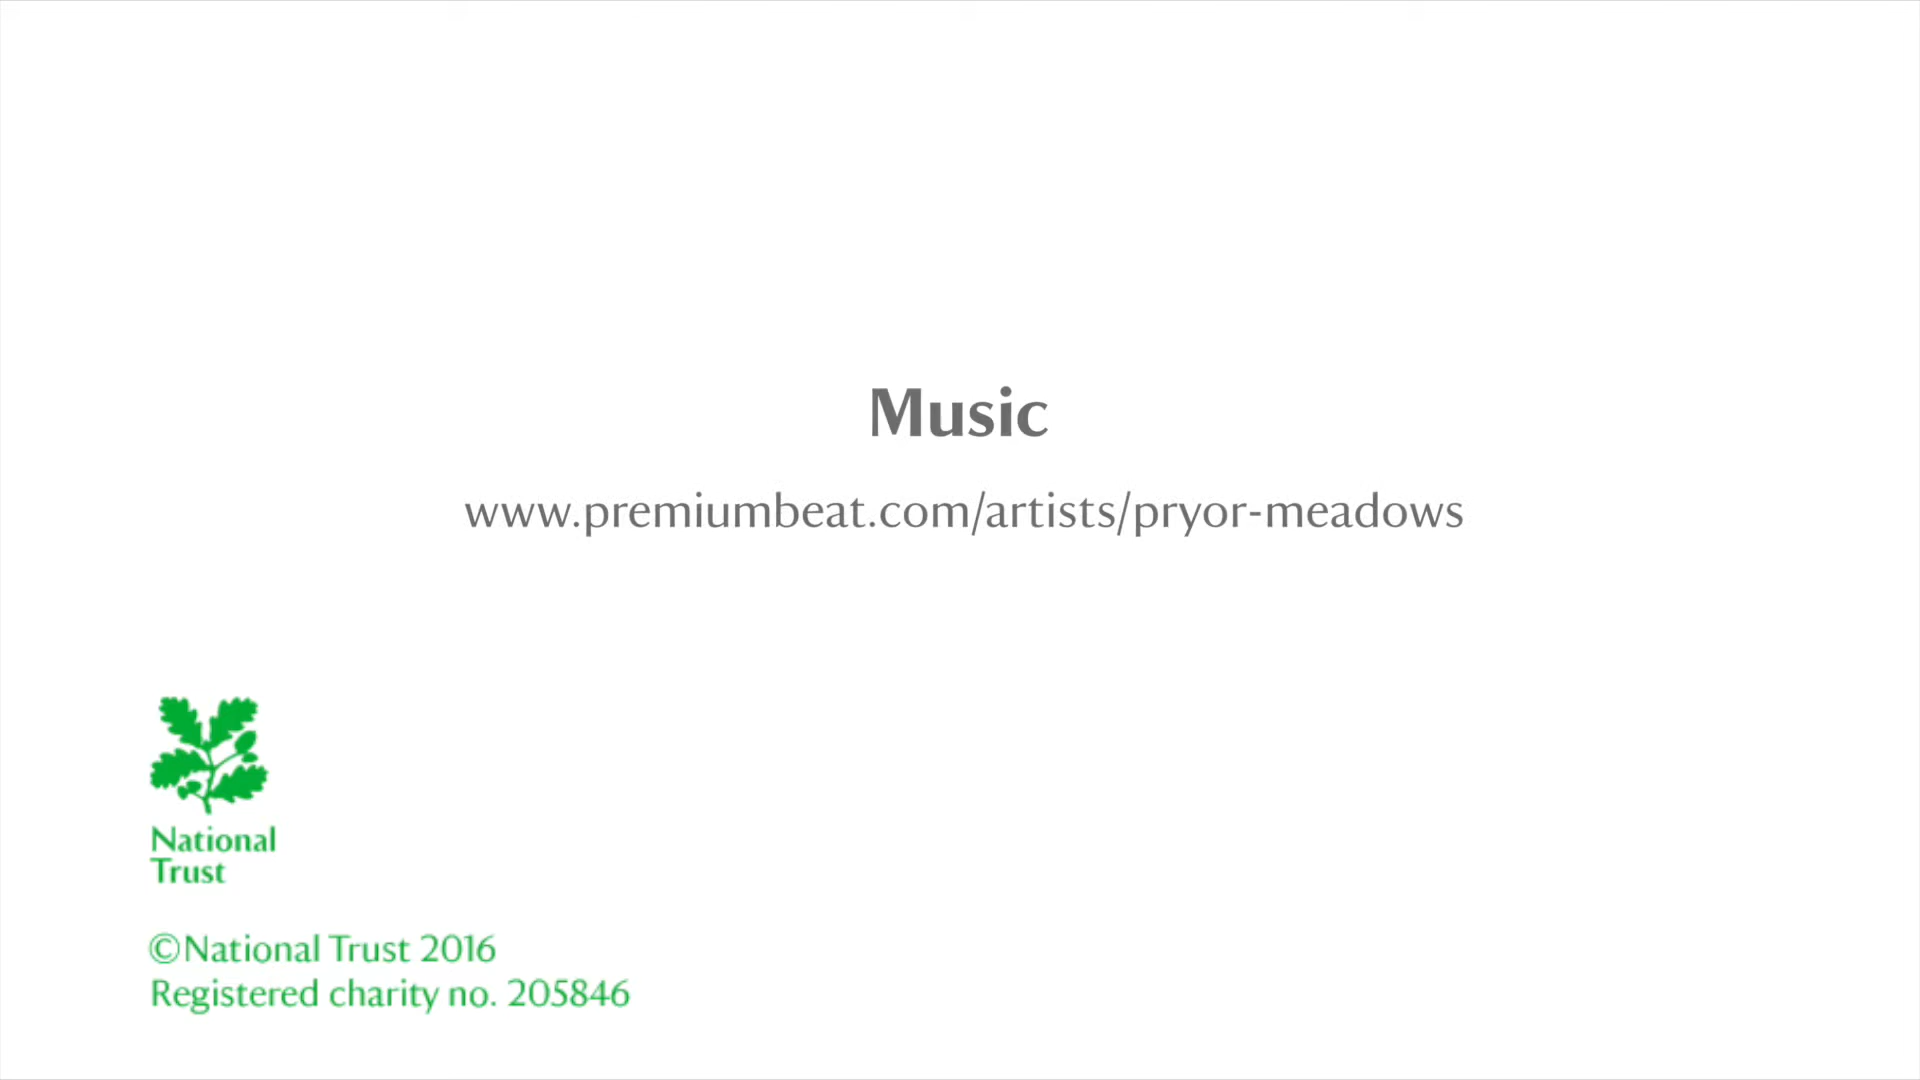 Music
www.premiumbeat.com/artists/pryor-meadows
National
Trust
©National Trust 2016
Registered charity no. 205846